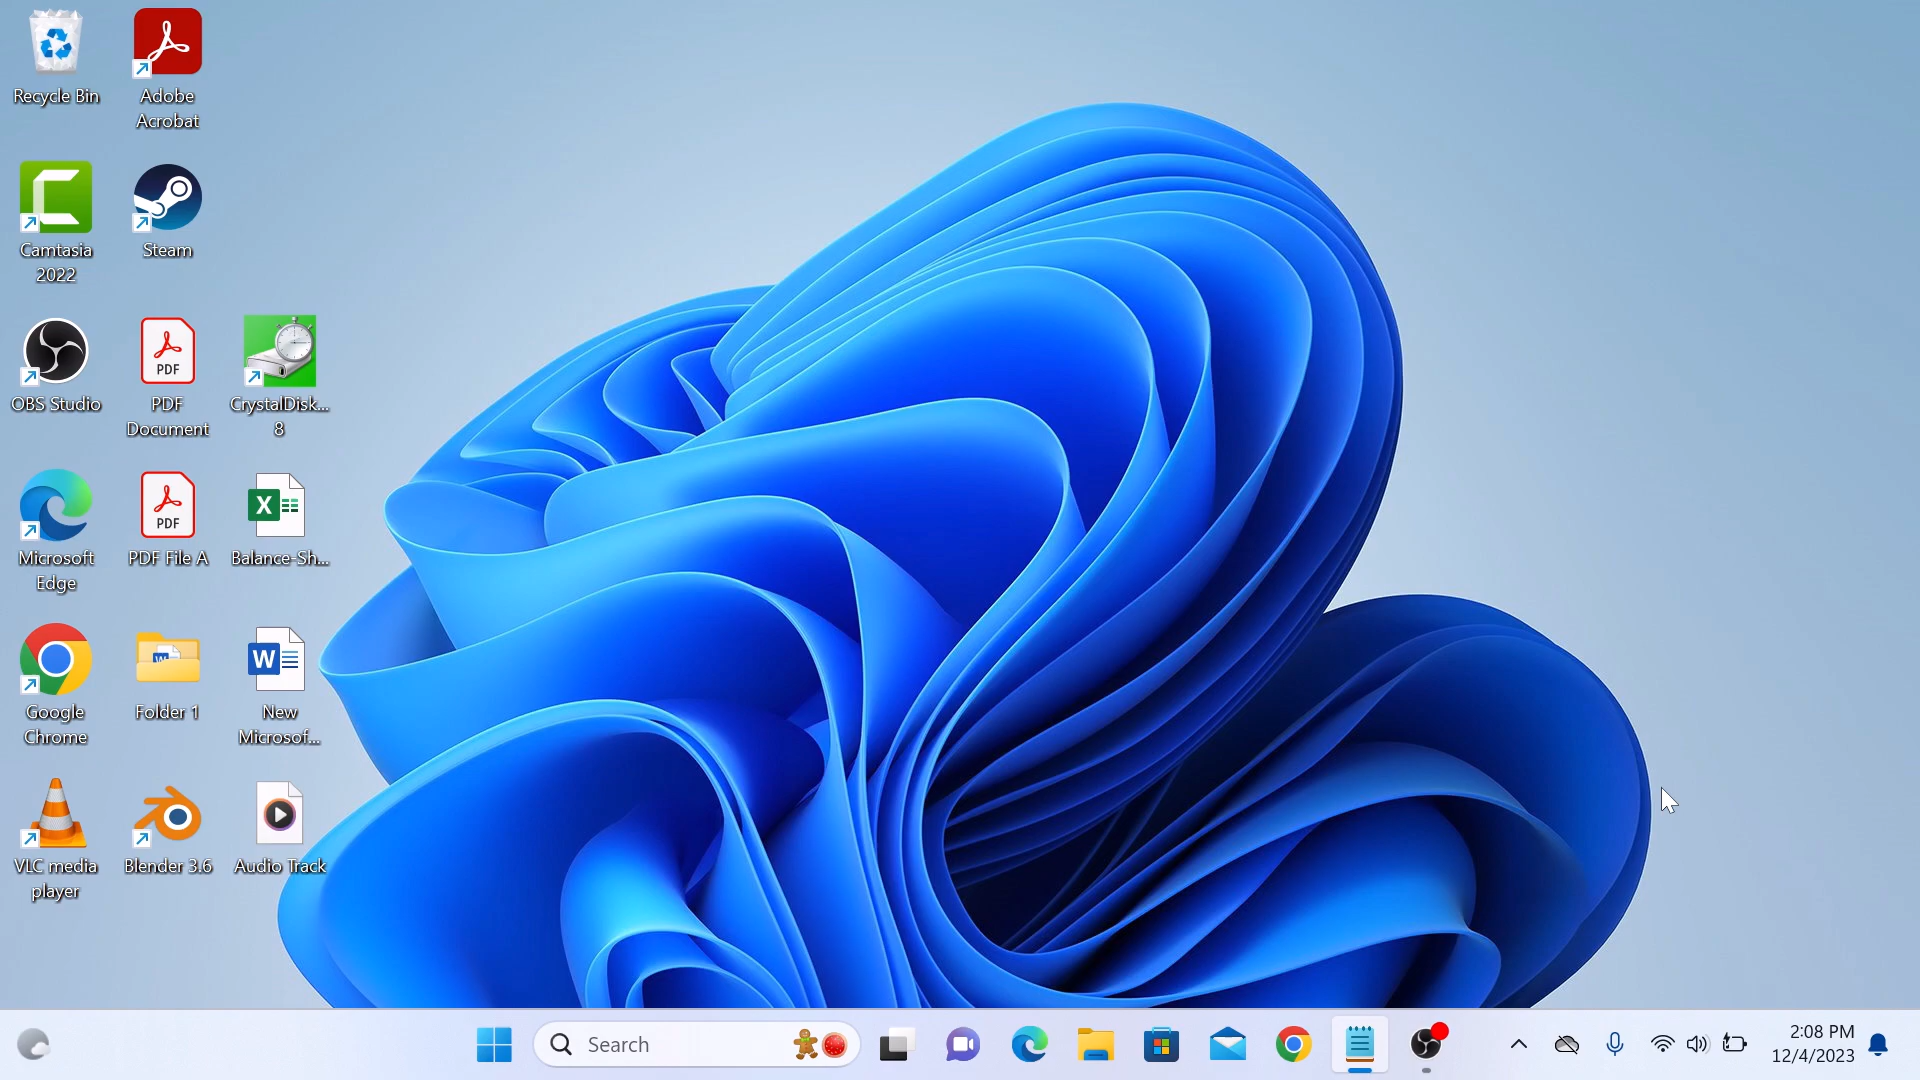 Recycle Bin
Adobe
Acrobat
Camtasia
2022
Steam
OBS Studio
PDF
PDF
Document
CrystalDisk...
8
Microsoft
Edge
PDF
PDF File A
X
Balance-Sh...
Google
Chrome
W
Folder 1
W
New
Microsof...
VLC media
player
Blender 3.6
Audio Track
Search
2:08 PM
12/4/2023